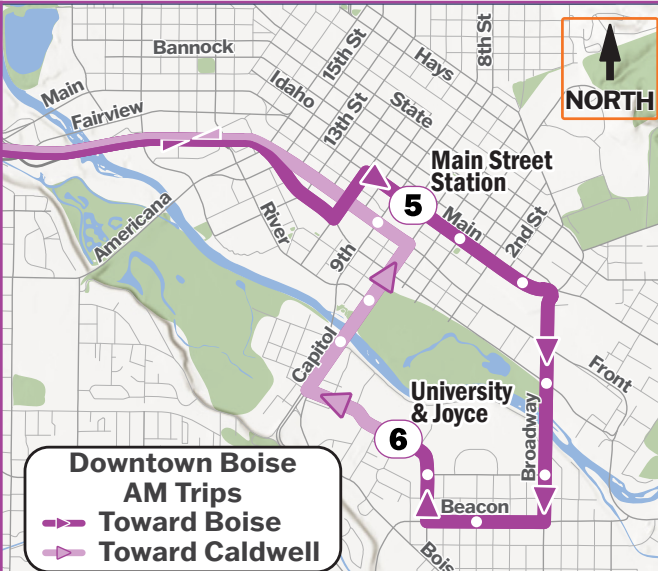 Bannock
15th St
Hays
8th St
NORTH
Main
Fairview
Idaho
13th St
State
Main Street
Station
5
Main
2nd St
Americana
River
9th
Capitol
Front
University
& Joyce
6
Broadway
Beacon
Bois
Downtown Boise
AM Trips
Toward Boise
Toward Caldwell